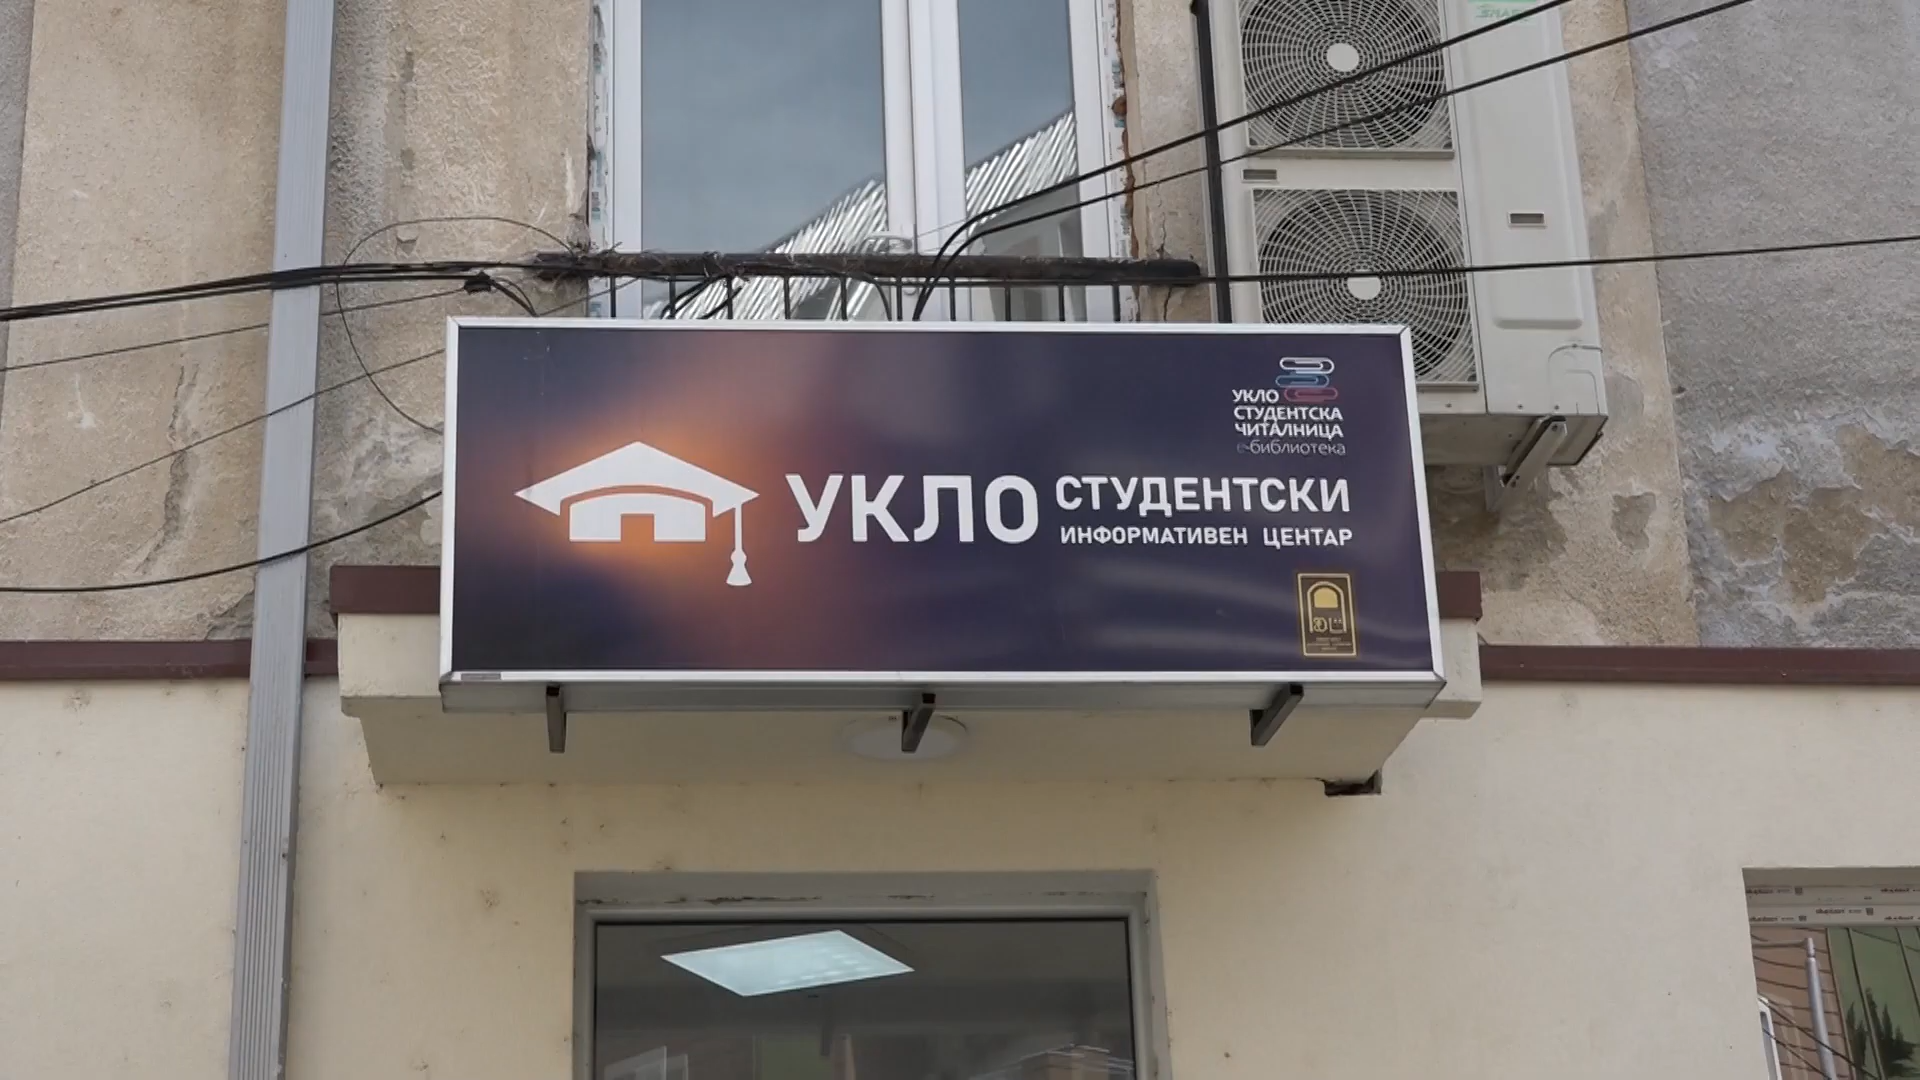 УКЛО
СТУДЕНТСКА
ЧИТАЛНИЦА
е-библиотека
УКЛО СТУДЕНТСКИ
ИНФОРМАТИВЕН ЦЕНТАР